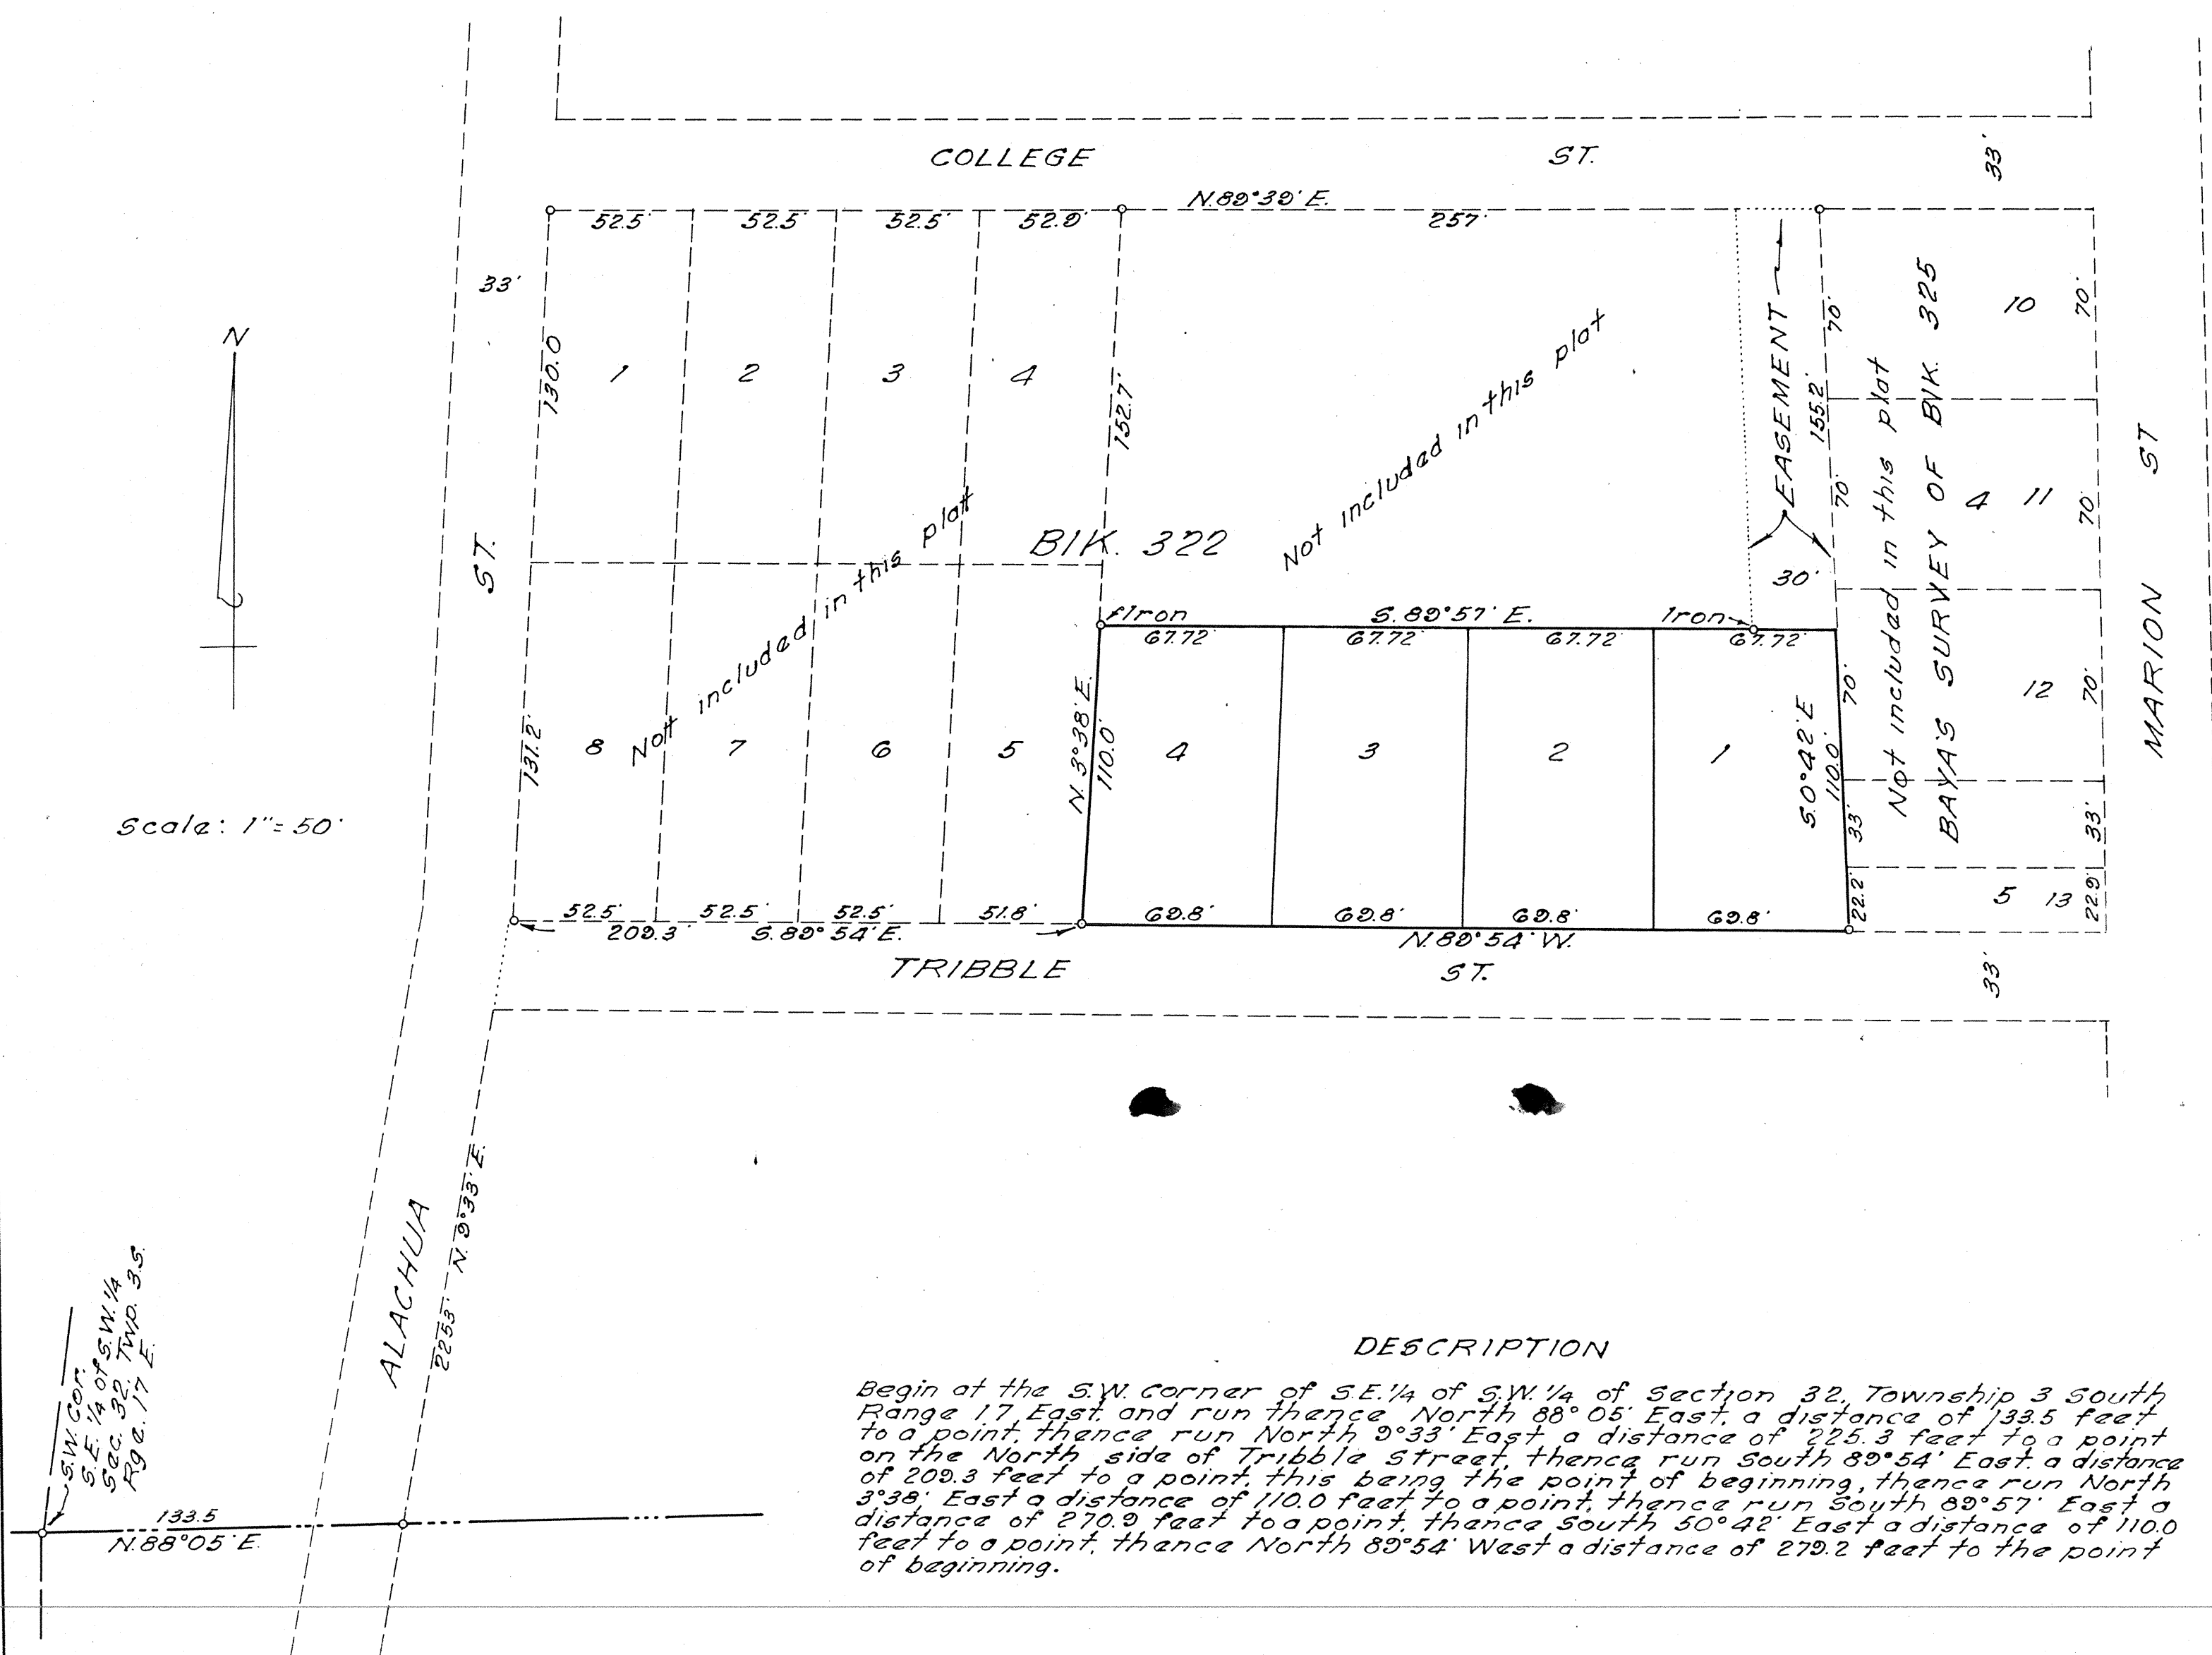 COLLEGE ST.
33'
N.89°39'E.
52.5' 52.5' 52.5' 52.9' 257'
33'
N
130.0
1 2 3 4
152.7'
Not included in this plat
EASEMENT
155.2'
70'
70'
30'
10 70'
4 11 70'
12 70'
33'
5 13 22.9'
Not included in this plat
BAYA'S SURVEY OF BlK. 325
MARION ST
ST.
BlK. 322
Not included in this plat
Iron S.89°57' E. Iron
67.72' 67.72' 67.72' 67.72'
131.2'
8 7 6 5
N. 3°38' E.
110.0'
4 3 2 1
S.0°42' E
110.0'
70'
33'
22.2'
Scale: 1"= 50'
52.5' 52.5' 52.5' 51.8'
69.8' 69.8' 69.8' 69.8'
209.3' S.89°54' E.
N.89°54' W.
TRIBBLE ST.
33'
ALACHUA
225.3' N.9°33' E.
S.W. Cor.
S.E. 1/4 of S.W. 1/4
Sec. 32. Twp. 3.S.
Rge. 17 E.
133.5
N.88°05' E.
DESCRIPTION
Begin at the S.W. corner of S.E.1/4 of S.W.1/4 of Section 32, Township 3 South
Range 17 East, and run thence North 88° 05' East, a distance of 133.5 feet
to a point, thence run North 9°33' East a distance of 225.3 feet to a point
on the North side of Tribble Street, thence run South 89°54' East a distance
of 209.3 feet to a point, this being the point of beginning, thence run North
3°38' East a distance of 110.0 feet to a point, thence run South 89°57' East a
distance of 270.9 feet to a point, thence South 50°42' East a distance of 110.0
feet to a point, thence North 89°54' West a distance of 279.2 feet to the point
of beginning.